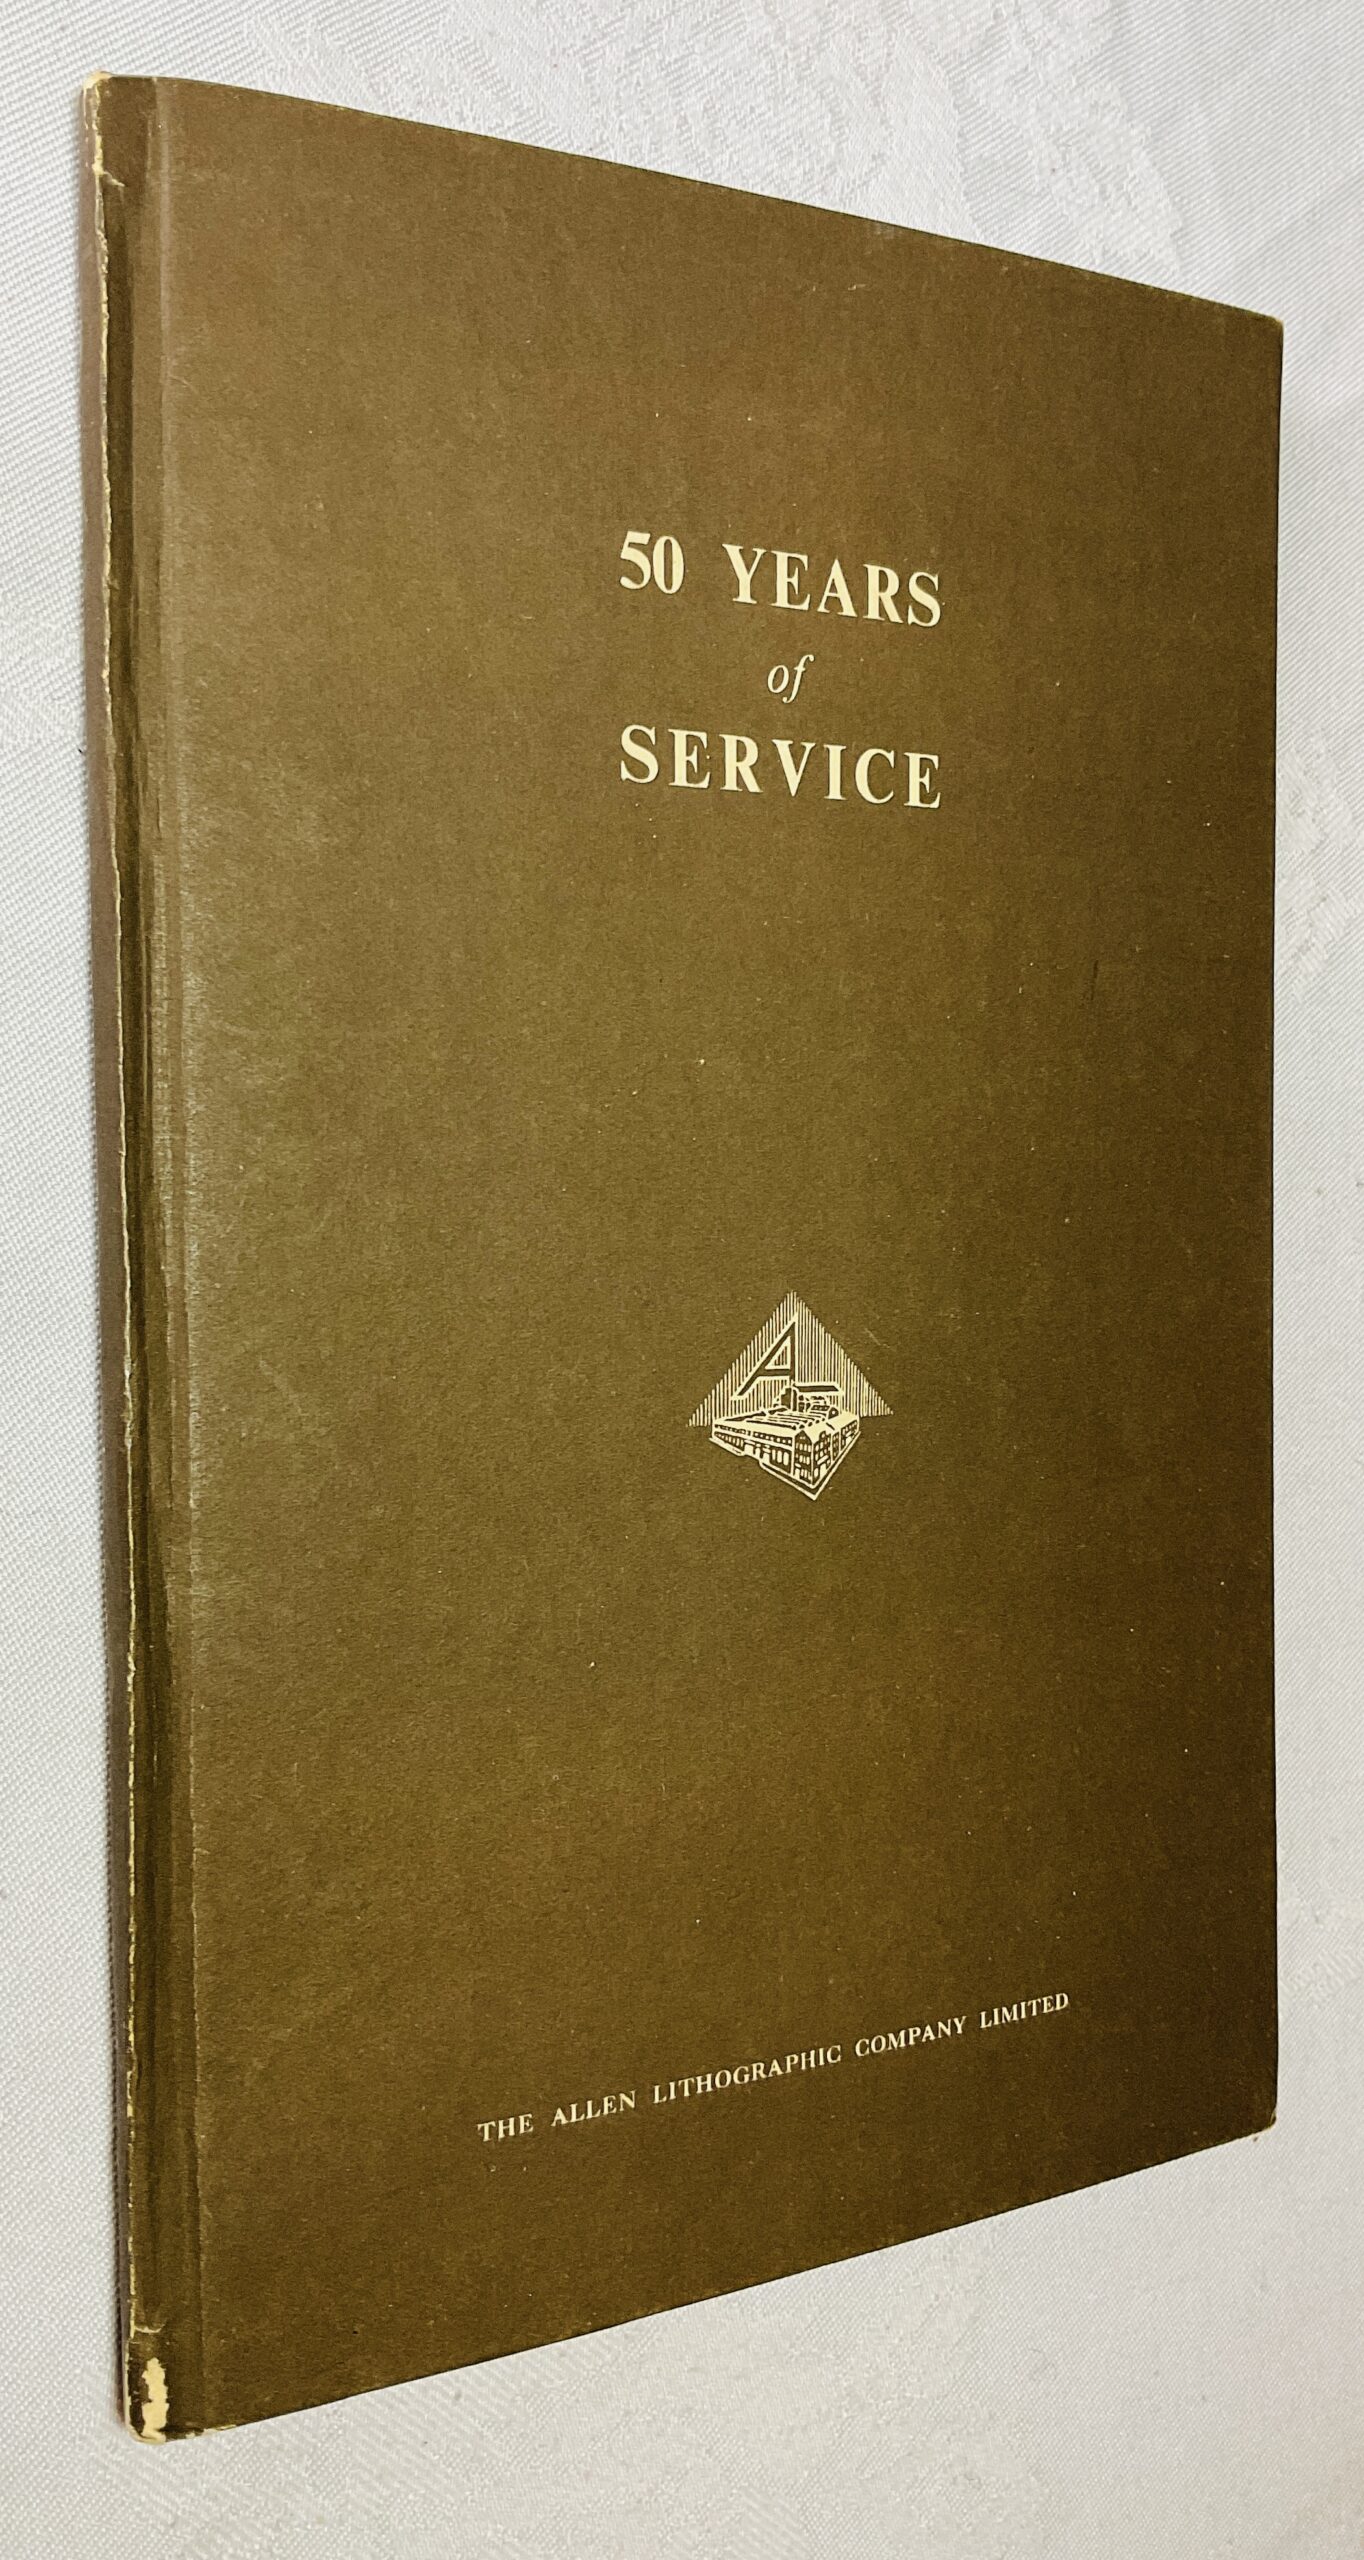 50 YEARS
of
SERVICE
A
THE ALLEN LITHOGRAPHIC COMPANY LIMITED